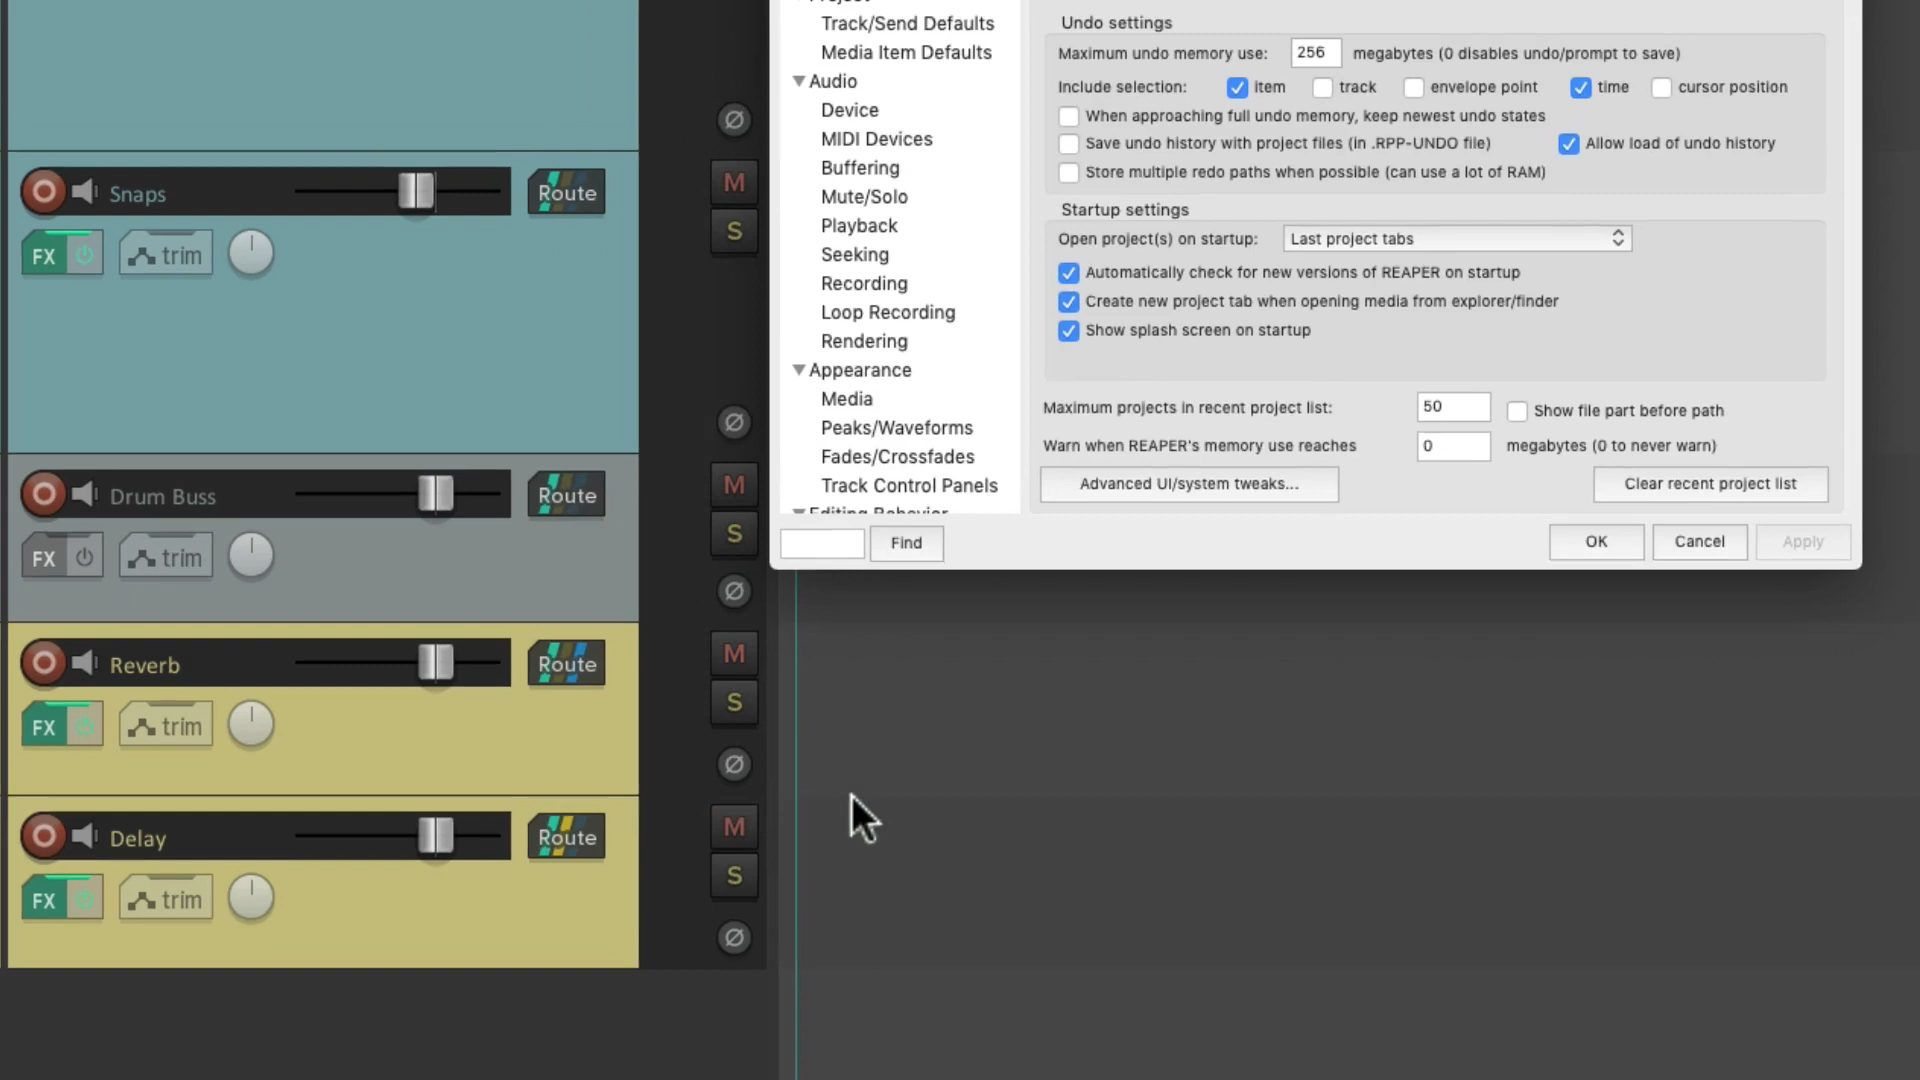 Track/Send Defaults
Media Item Defaults
Audio
Device
MIDI Devices
Buffering
Mute/Solo
Playback
Seeking
Recording
Loop Recording
Rendering
Appearance
Media
Peaks/Waveforms
Fades/Crossfades
Track Control Panels
Find
Undo settings
Maximum undo memory use: 256 megabytes (0 disables undo/prompt to save)
Include selection: item track envelope point time cursor position
When approaching full undo memory, keep newest undo states
Save undo history with project files (in .RPP-UNDO file) Allow load of undo history
Store multiple redo paths when possible (can use a lot of RAM)
Startup settings
Open project(s) on startup: Last project tabs
Automatically check for new versions of REAPER on startup
Create new project tab when opening media from explorer/finder
Show splash screen on startup
Maximum projects in recent project list: 50 Show file part before path
Warn when REAPER's memory use reaches 0 megabytes (0 to never warn)
Advanced UI/system tweaks... Clear recent project list
OK Cancel Apply
Snaps Route M
S
FX trim
Drum Buss Route M
S
FX trim
Reverb Route M
S
FX trim
Delay Route M
S
FX trim